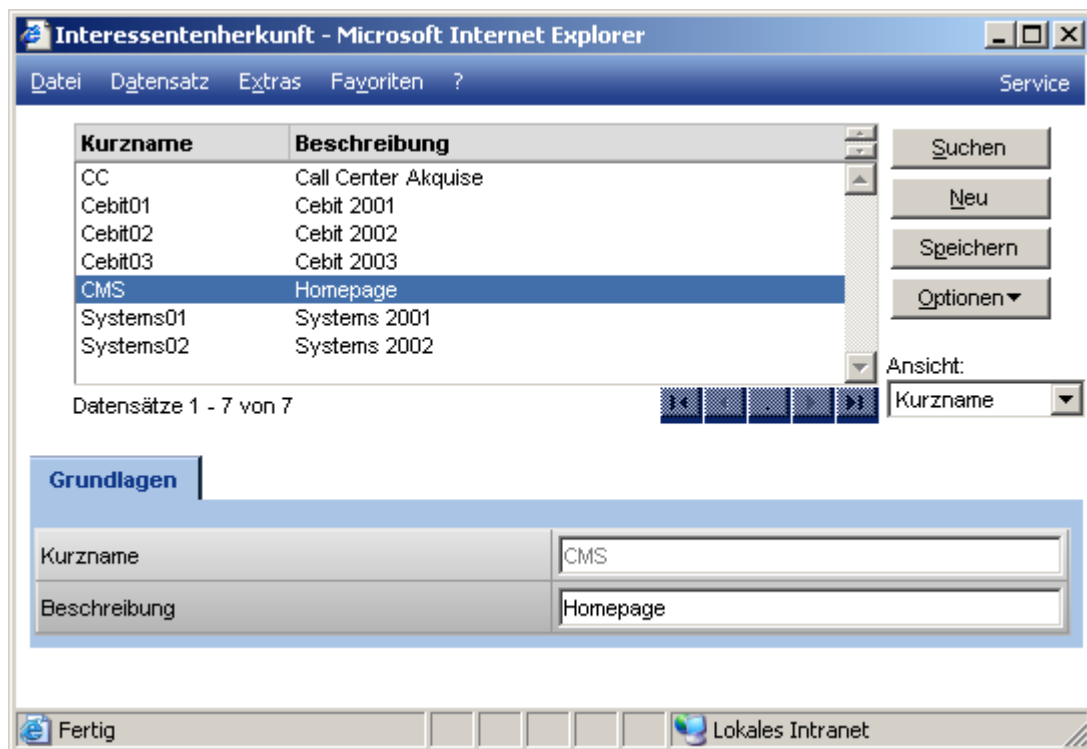 Interessentenherkunft - Microsoft Internet Explorer
Datei Datensatz Extras Favoriten ? Service
Kurzname Beschreibung
Suchen
CC Call Center Akquise
Neu
Cebit01 Cebit 2001
Cebit02 Cebit 2002
Speichern
Cebit03 Cebit 2003
CMS Homepage
Optionen
Systems01 Systems 2001
Systems02 Systems 2002
Ansicht:
Datensätze 1 - 7 von 7
Kurzname
Grundlagen
Kurzname CMS
Beschreibung Homepage
Fertig Lokales Intranet